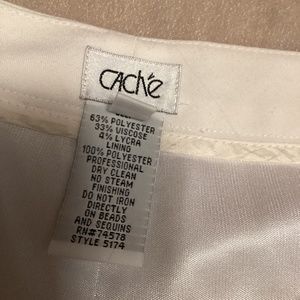 CAChé
63% POLYESTER
33% VISCOSE
4% LYCRA
LINING
100% POLYESTER
PROFESSIONAL
DRY CLEAN
NO STEAM
FINISHING
DO NOT IRON
DIRECTLY
ON BEADS
AND SEQUINS
RN#74578
STYLE 5174